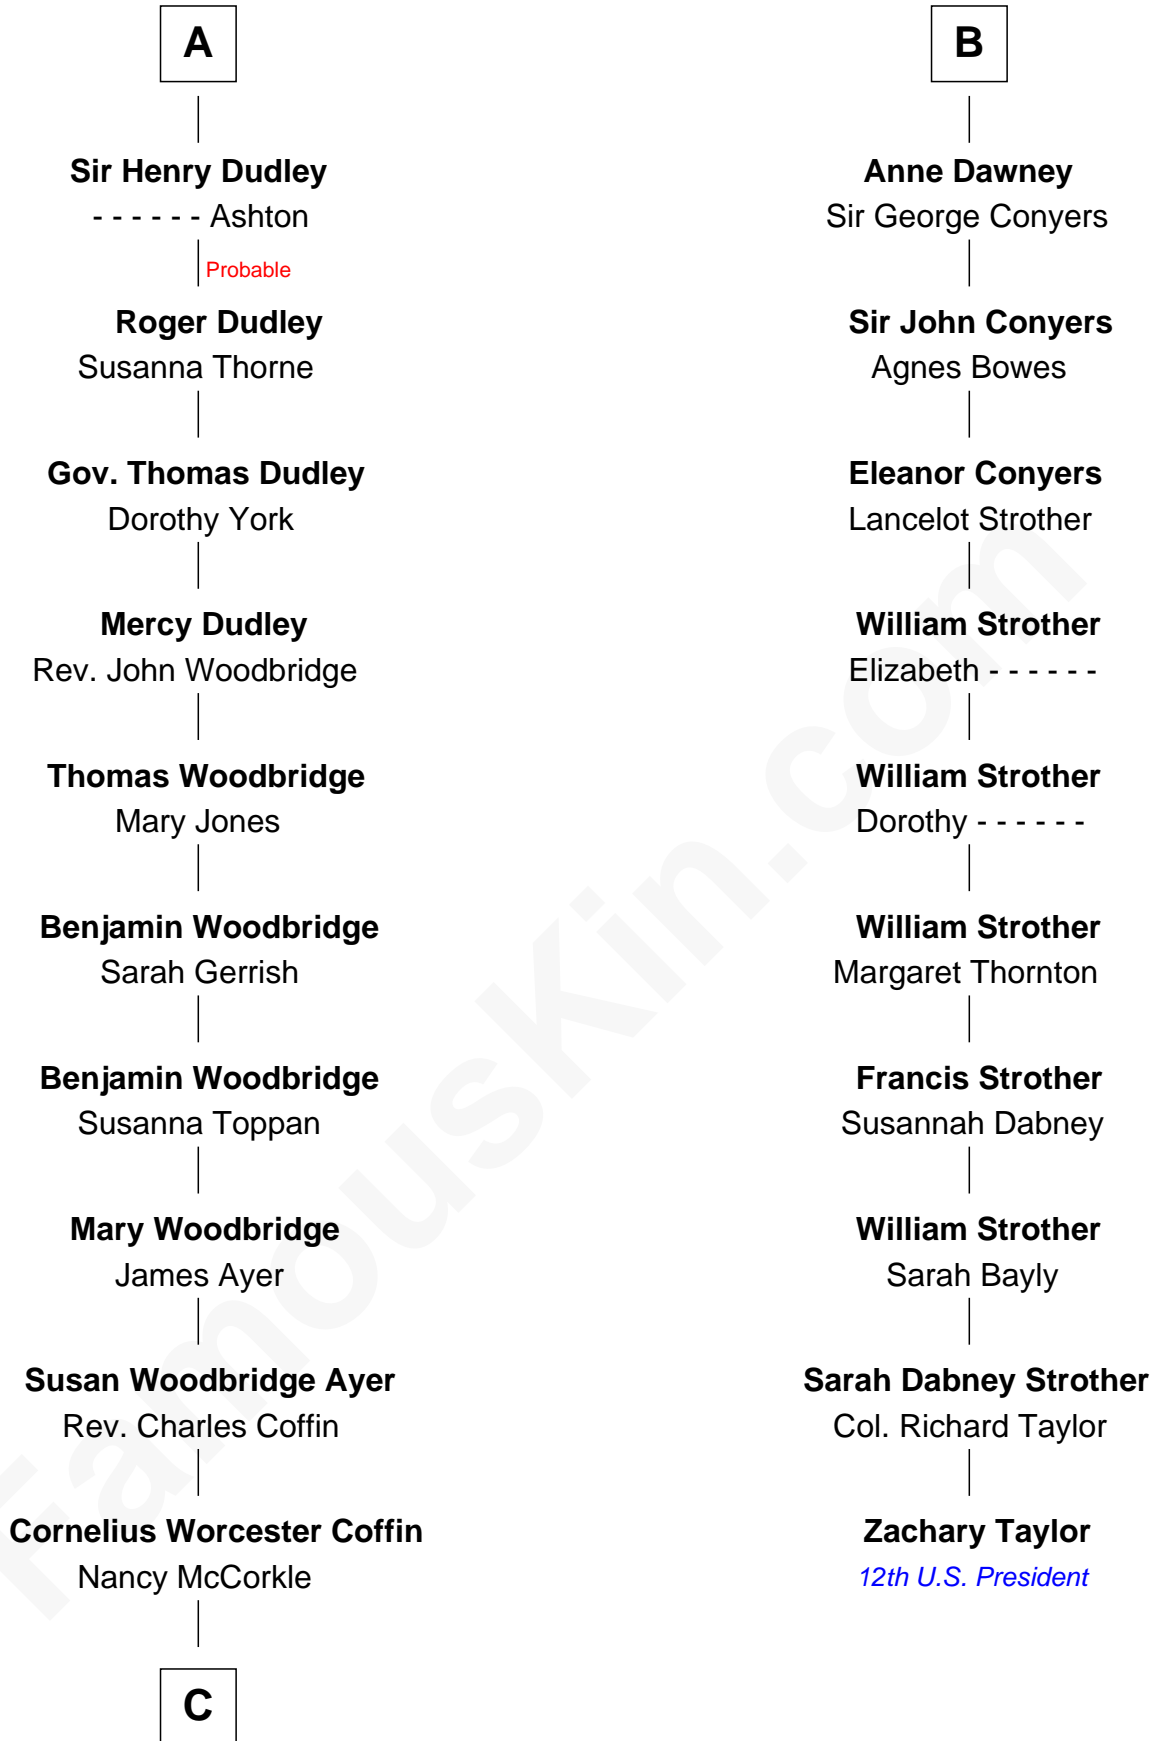 A
Sir Henry Dudley
- - - - - - Ashton
Probable
Roger Dudley
Susanna Thorne
Gov. Thomas Dudley
Dorothy York
Mercy Dudley
Rev. John Woodbridge
Thomas Woodbridge
Mary Jones
Benjamin Woodbridge
Sarah Gerrish
Benjamin Woodbridge
Susanna Toppan
Mary Woodbridge
James Ayer
Susan Woodbridge Ayer
Rev. Charles Coffin
Cornelius Worcester Coffin
Nancy McCorkle
C
B
Anne Dawney
Sir George Conyers
Sir John Conyers
Agnes Bowes
Eleanor Conyers
Lancelot Strother
William Strother
Elizabeth - - - - - -
William Strother
Dorothy - - - - - -
William Strother
Margaret Thornton
Francis Strother
Susannah Dabney
William Strother
Sarah Bayly
Sarah Dabney Strother
Col. Richard Taylor
Zachary Taylor
12th U.S. President
FamousKin.com